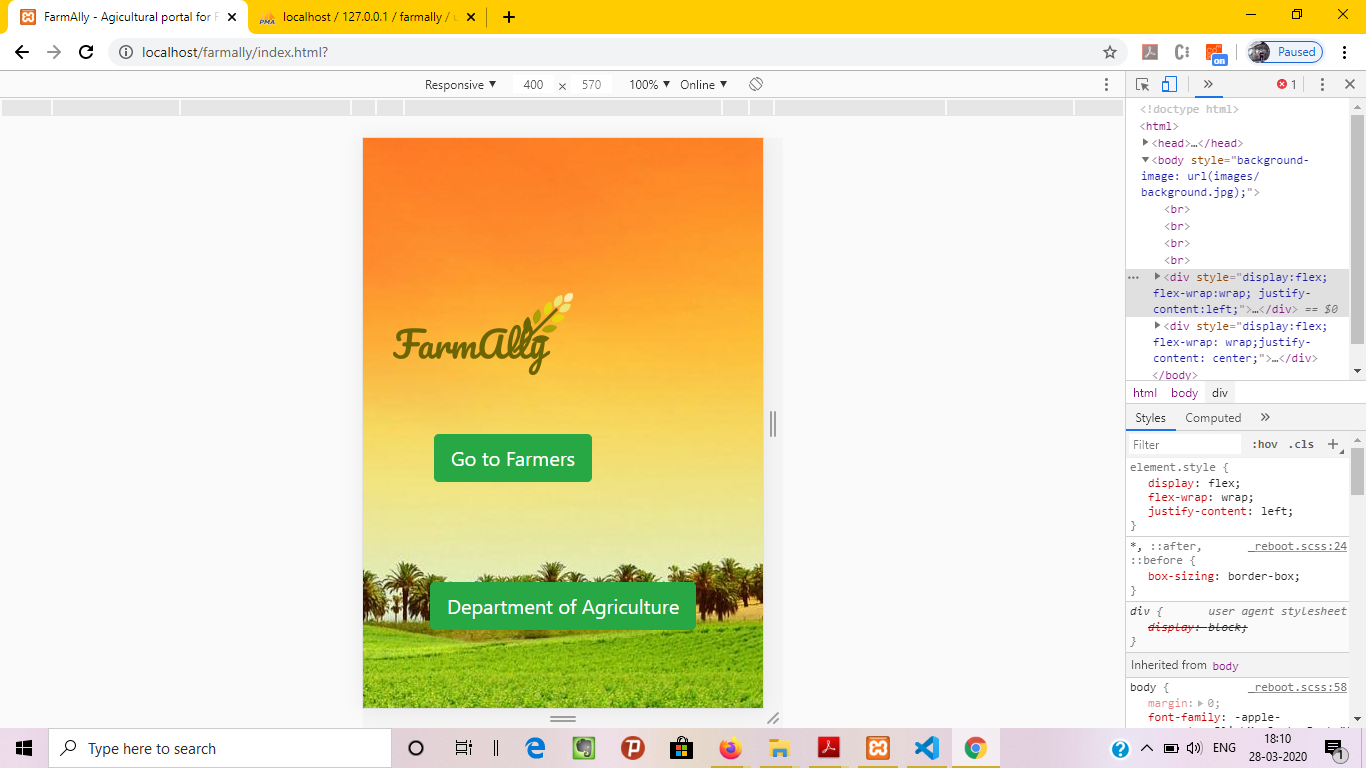 FarmAlly - Agicultural portal for F
localhost / 127.0.0.1 / farmally / u
localhost/farmally/index.html?
on
Paused
Responsive 400 x 570 100% Online
1
<!doctype html>
<html>
<head>…</head>
<body style="background-
image: url(images/
background.jpg);">
<br>
<br>
<br>
<br>
<div style="display:flex;
flex-wrap:wrap; justify-
content:left;">…</div> == $0
<div style="display:flex;
flex-wrap: wrap;justify-
content: center;">…</div>
</body>
html body div
Styles Computed
Filter :hov .cls
element.style {
display: flex;
flex-wrap: wrap;
justify-content: left;
}
*, ::after, _reboot.scss:24
::before {
box-sizing: border-box;
}
div { user agent stylesheet
display: block;
}
Inherited from body
body { _reboot.scss:58
margin: 0;
font-family: -apple-
FarmAlly
Go to Farmers
Department of Agriculture
Type here to search
ENG
18:10
28-03-2020
1